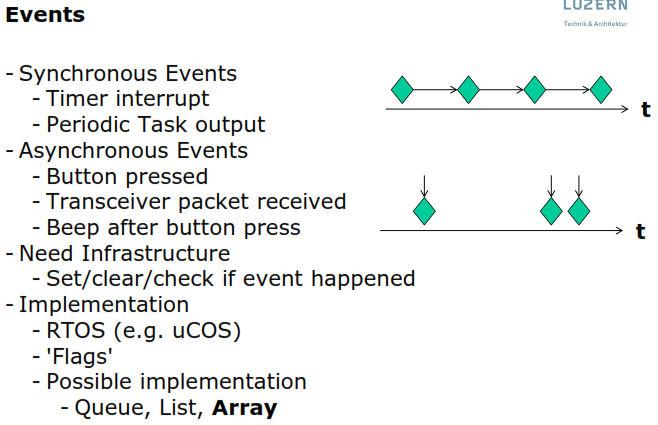 Events
LUZERN
Technik & Architektur
- Synchronous Events
- Timer interrupt
- Periodic Task output
- Asynchronous Events
- Button pressed
- Transceiver packet received
- Beep after button press
- Need Infrastructure
- Set/clear/check if event happened
- Implementation
- RTOS (e.g. uCOS)
- 'Flags'
- Possible implementation
- Queue, List, Array
t
t